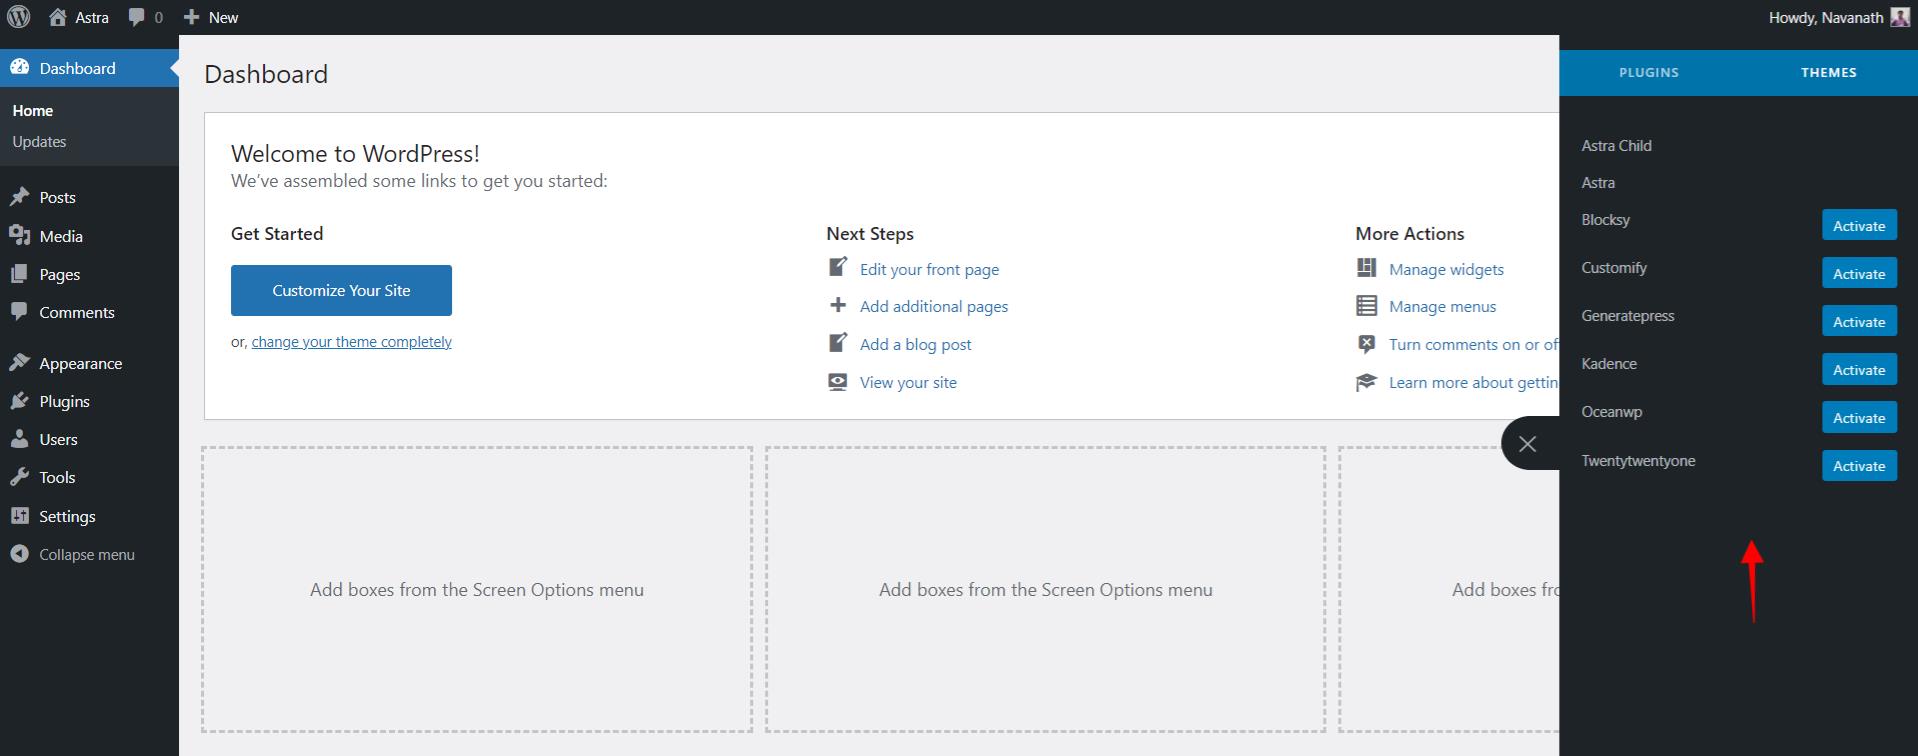 Astra
0
New
Howdy, Navanath
Dashboard
Home
Updates
Posts
Media
Pages
Comments
Appearance
Plugins
Users
Tools
Settings
Collapse menu
Dashboard
Welcome to WordPress!
We've assembled some links to get you started:
Get Started
Customize Your Site
or, change your theme completely
Next Steps
Edit your front page
Add additional pages
Add a blog post
View your site
More Actions
Manage widgets
Manage menus
Turn comments on or of
Learn more about gettin
Add boxes from the Screen Options menu
Add boxes from the Screen Options menu
Add boxes fro
PLUGINS
THEMES
Astra Child
Astra
Blocksy Activate
Customify Activate
Generatepress Activate
Kadence Activate
Oceanwp Activate
Twentytwentyone Activate